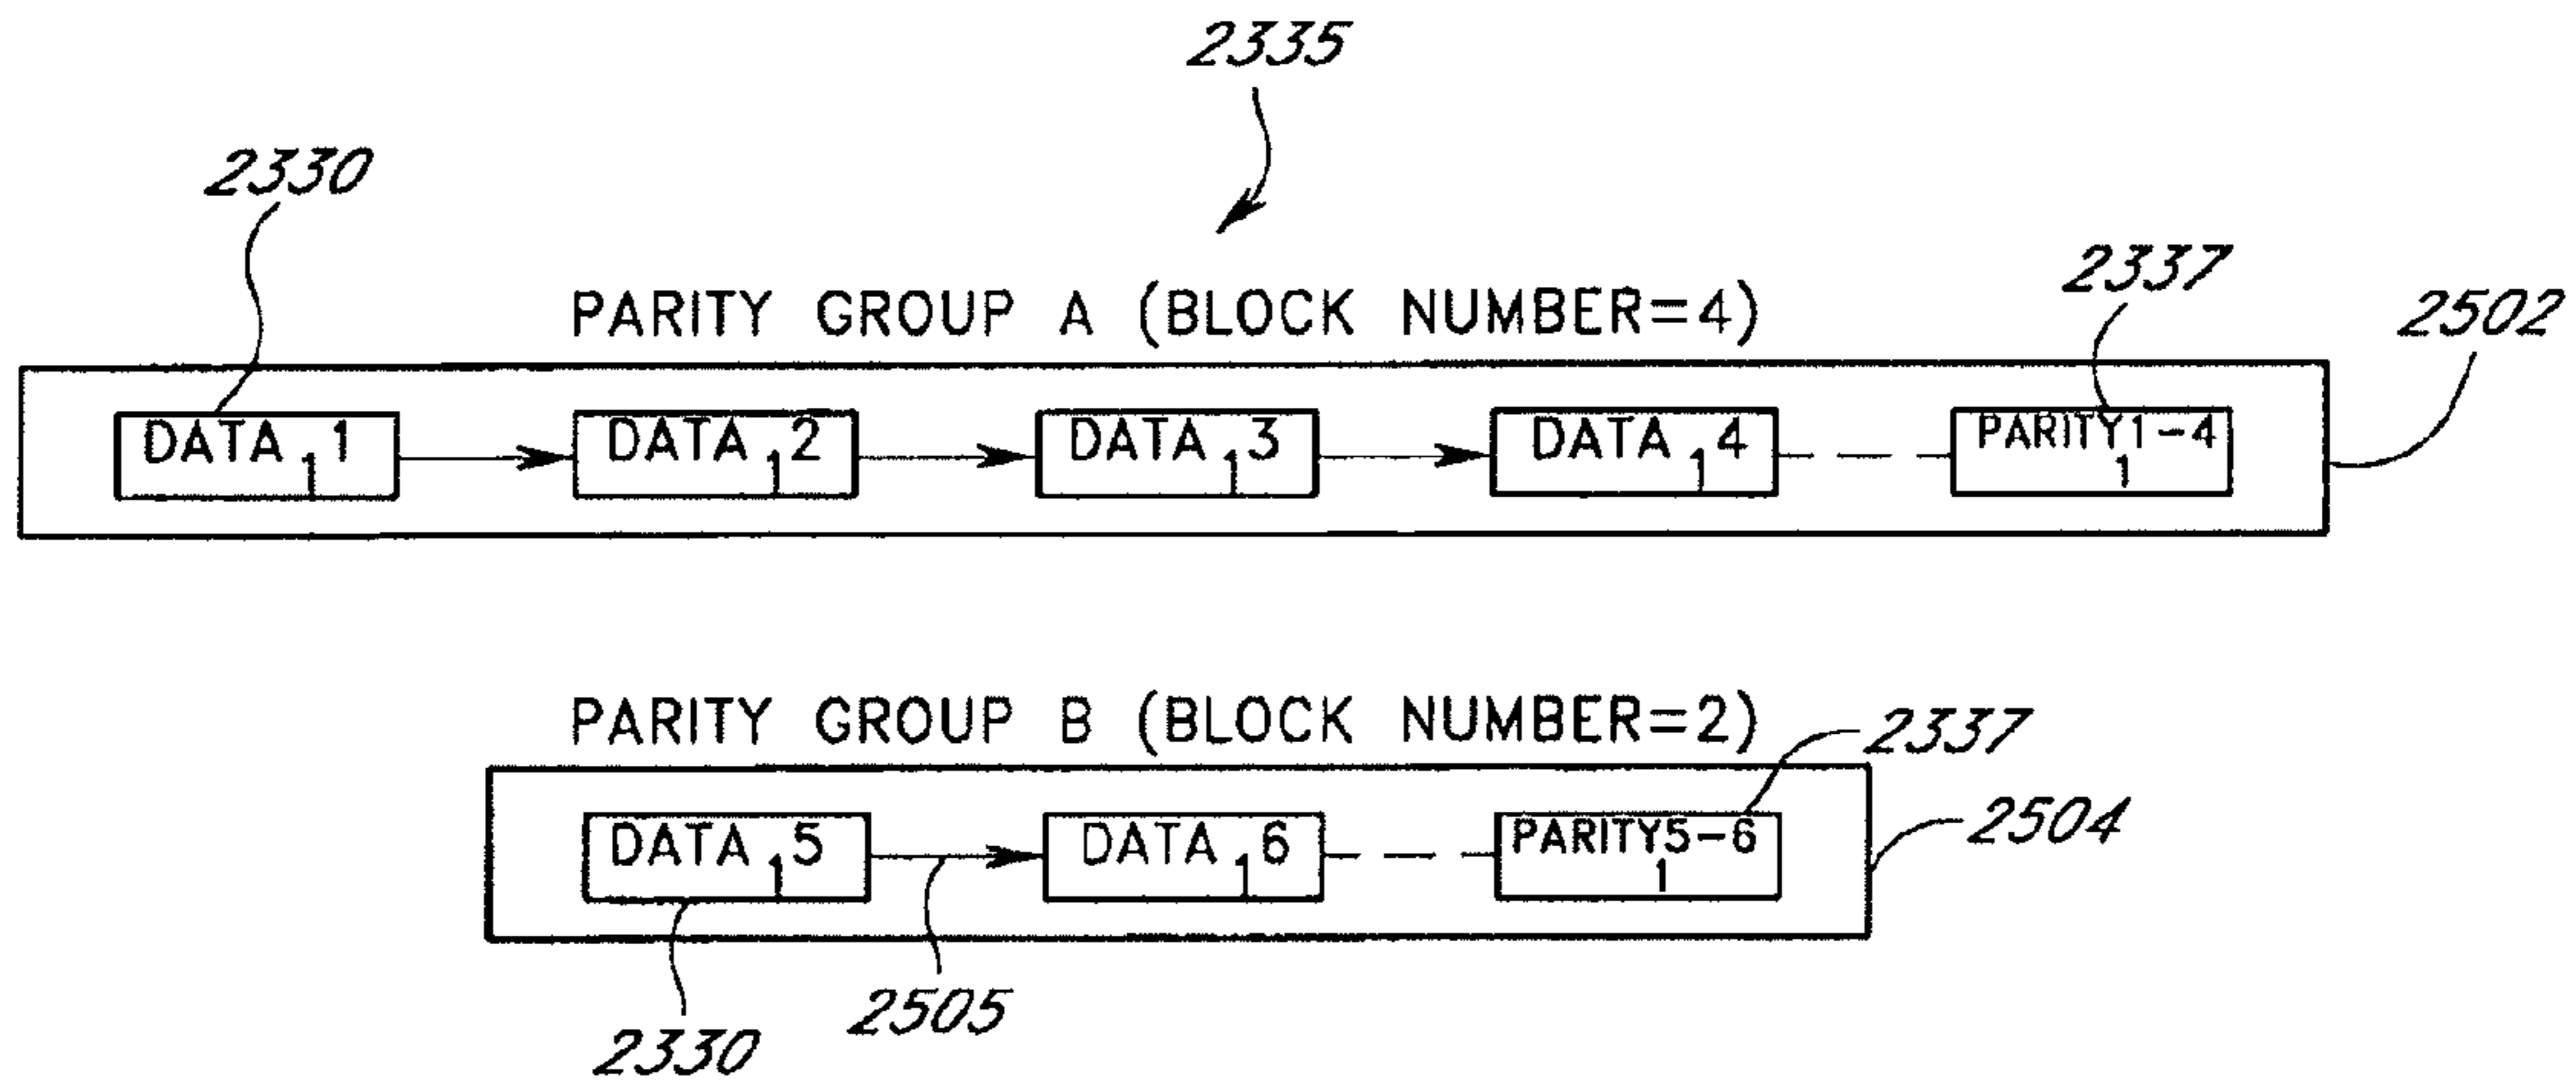 2335
2330
2337
PARITY GROUP A (BLOCK NUMBER=4)
2502
DATA 1 1
DATA 1 2
DATA 1 3
DATA 1 4
PARITY1-4
1
PARITY GROUP B (BLOCK NUMBER=2)
2337
DATA 1 5
DATA 1 6
PARITY5-6
1
2504
2505
2330